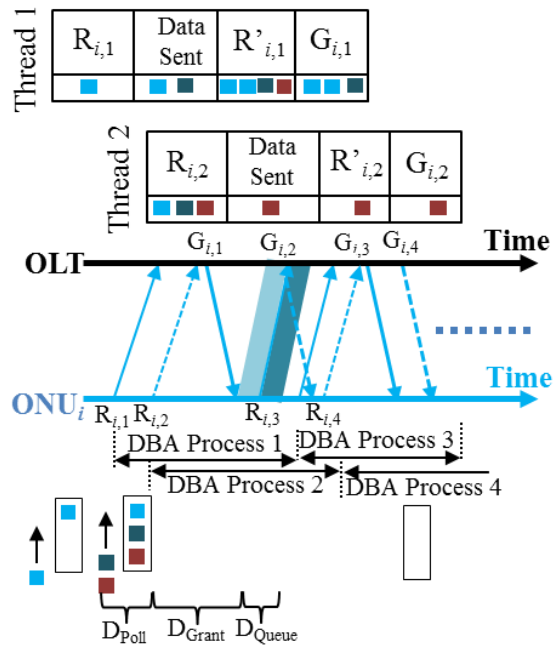 Thread 1
R_{i,1} Data Sent R'_{i,1} G_{i,1}
Thread 2
R_{i,2} Data Sent R'_{i,2} G_{i,2}
G_{i,1} G_{i,2} G_{i,3} G_{i,4} Time
OLT
ONU_i Time
R_{i,1} R_{i,2} R_{i,3} R_{i,4}
DBA Process 1 DBA Process 3
DBA Process 2 DBA Process 4
D_{Poll} D_{Grant} D_{Queue}